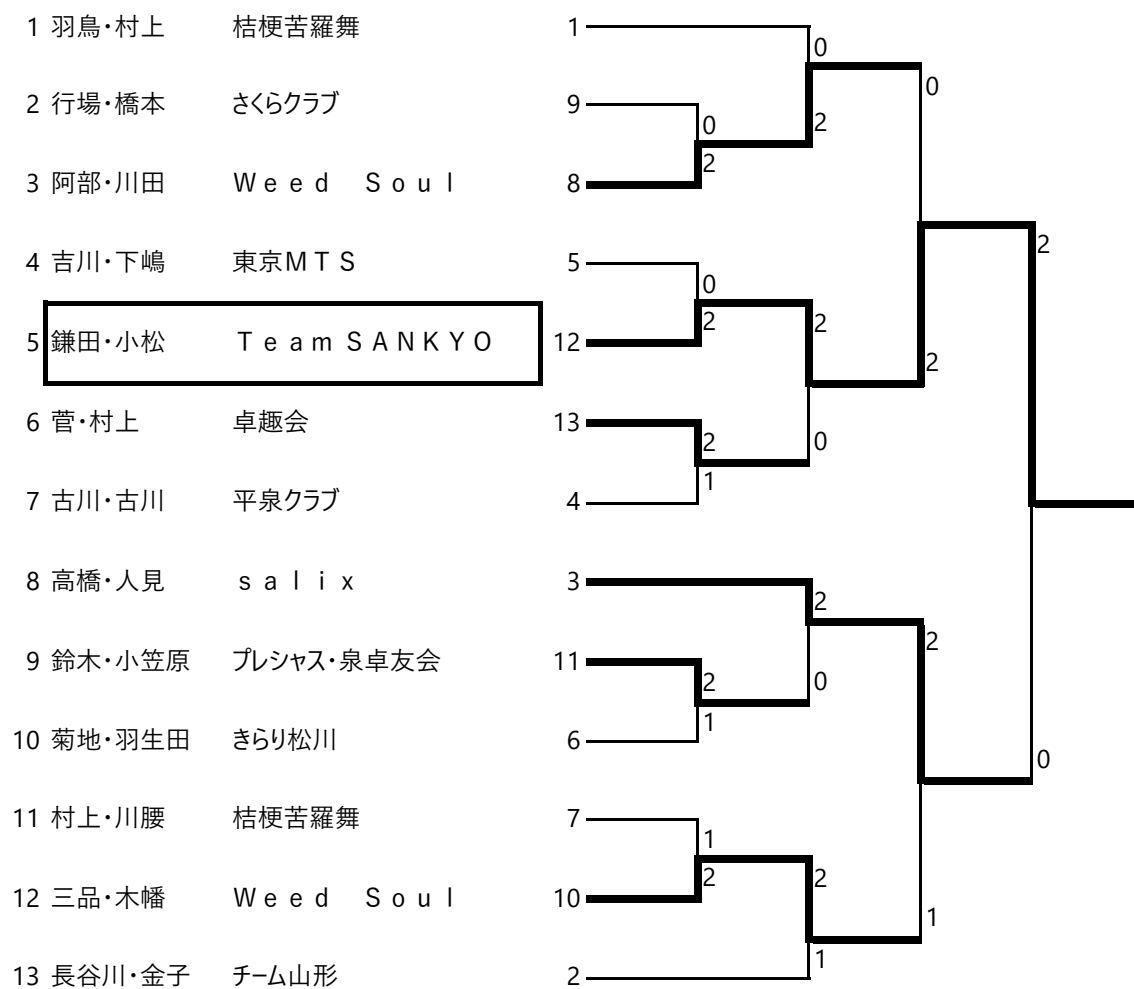 1 羽鳥・村上 桔梗苦羅舞 1
0
0
2 行場・橋本 さくらクラブ 9
0
2
2
3 阿部・川田 Ｗｅｅｄ　Ｓｏｕｌ 8
2
4 吉川・下嶋 東京ＭＴＳ 5
0
2
2
5 鎌田・小松 ＴｅａｍＳＡＮＫＹＯ 12
2
6 菅・村上 卓趣会 13
2
0
1
7 古川・古川 平泉クラブ 4
8 高橋・人見 ｓａｌｉｘ 3
2
2
9 鈴木・小笠原 プレシャス・泉卓友会 11
2
0
1
10 菊地・羽生田 きらり松川 6
0
11 村上・川腰 桔梗苦羅舞 7
1
2
2
12 三品・木幡 Ｗｅｅｄ　Ｓｏｕｌ 10
1
1
13 長谷川・金子 チーム山形 2